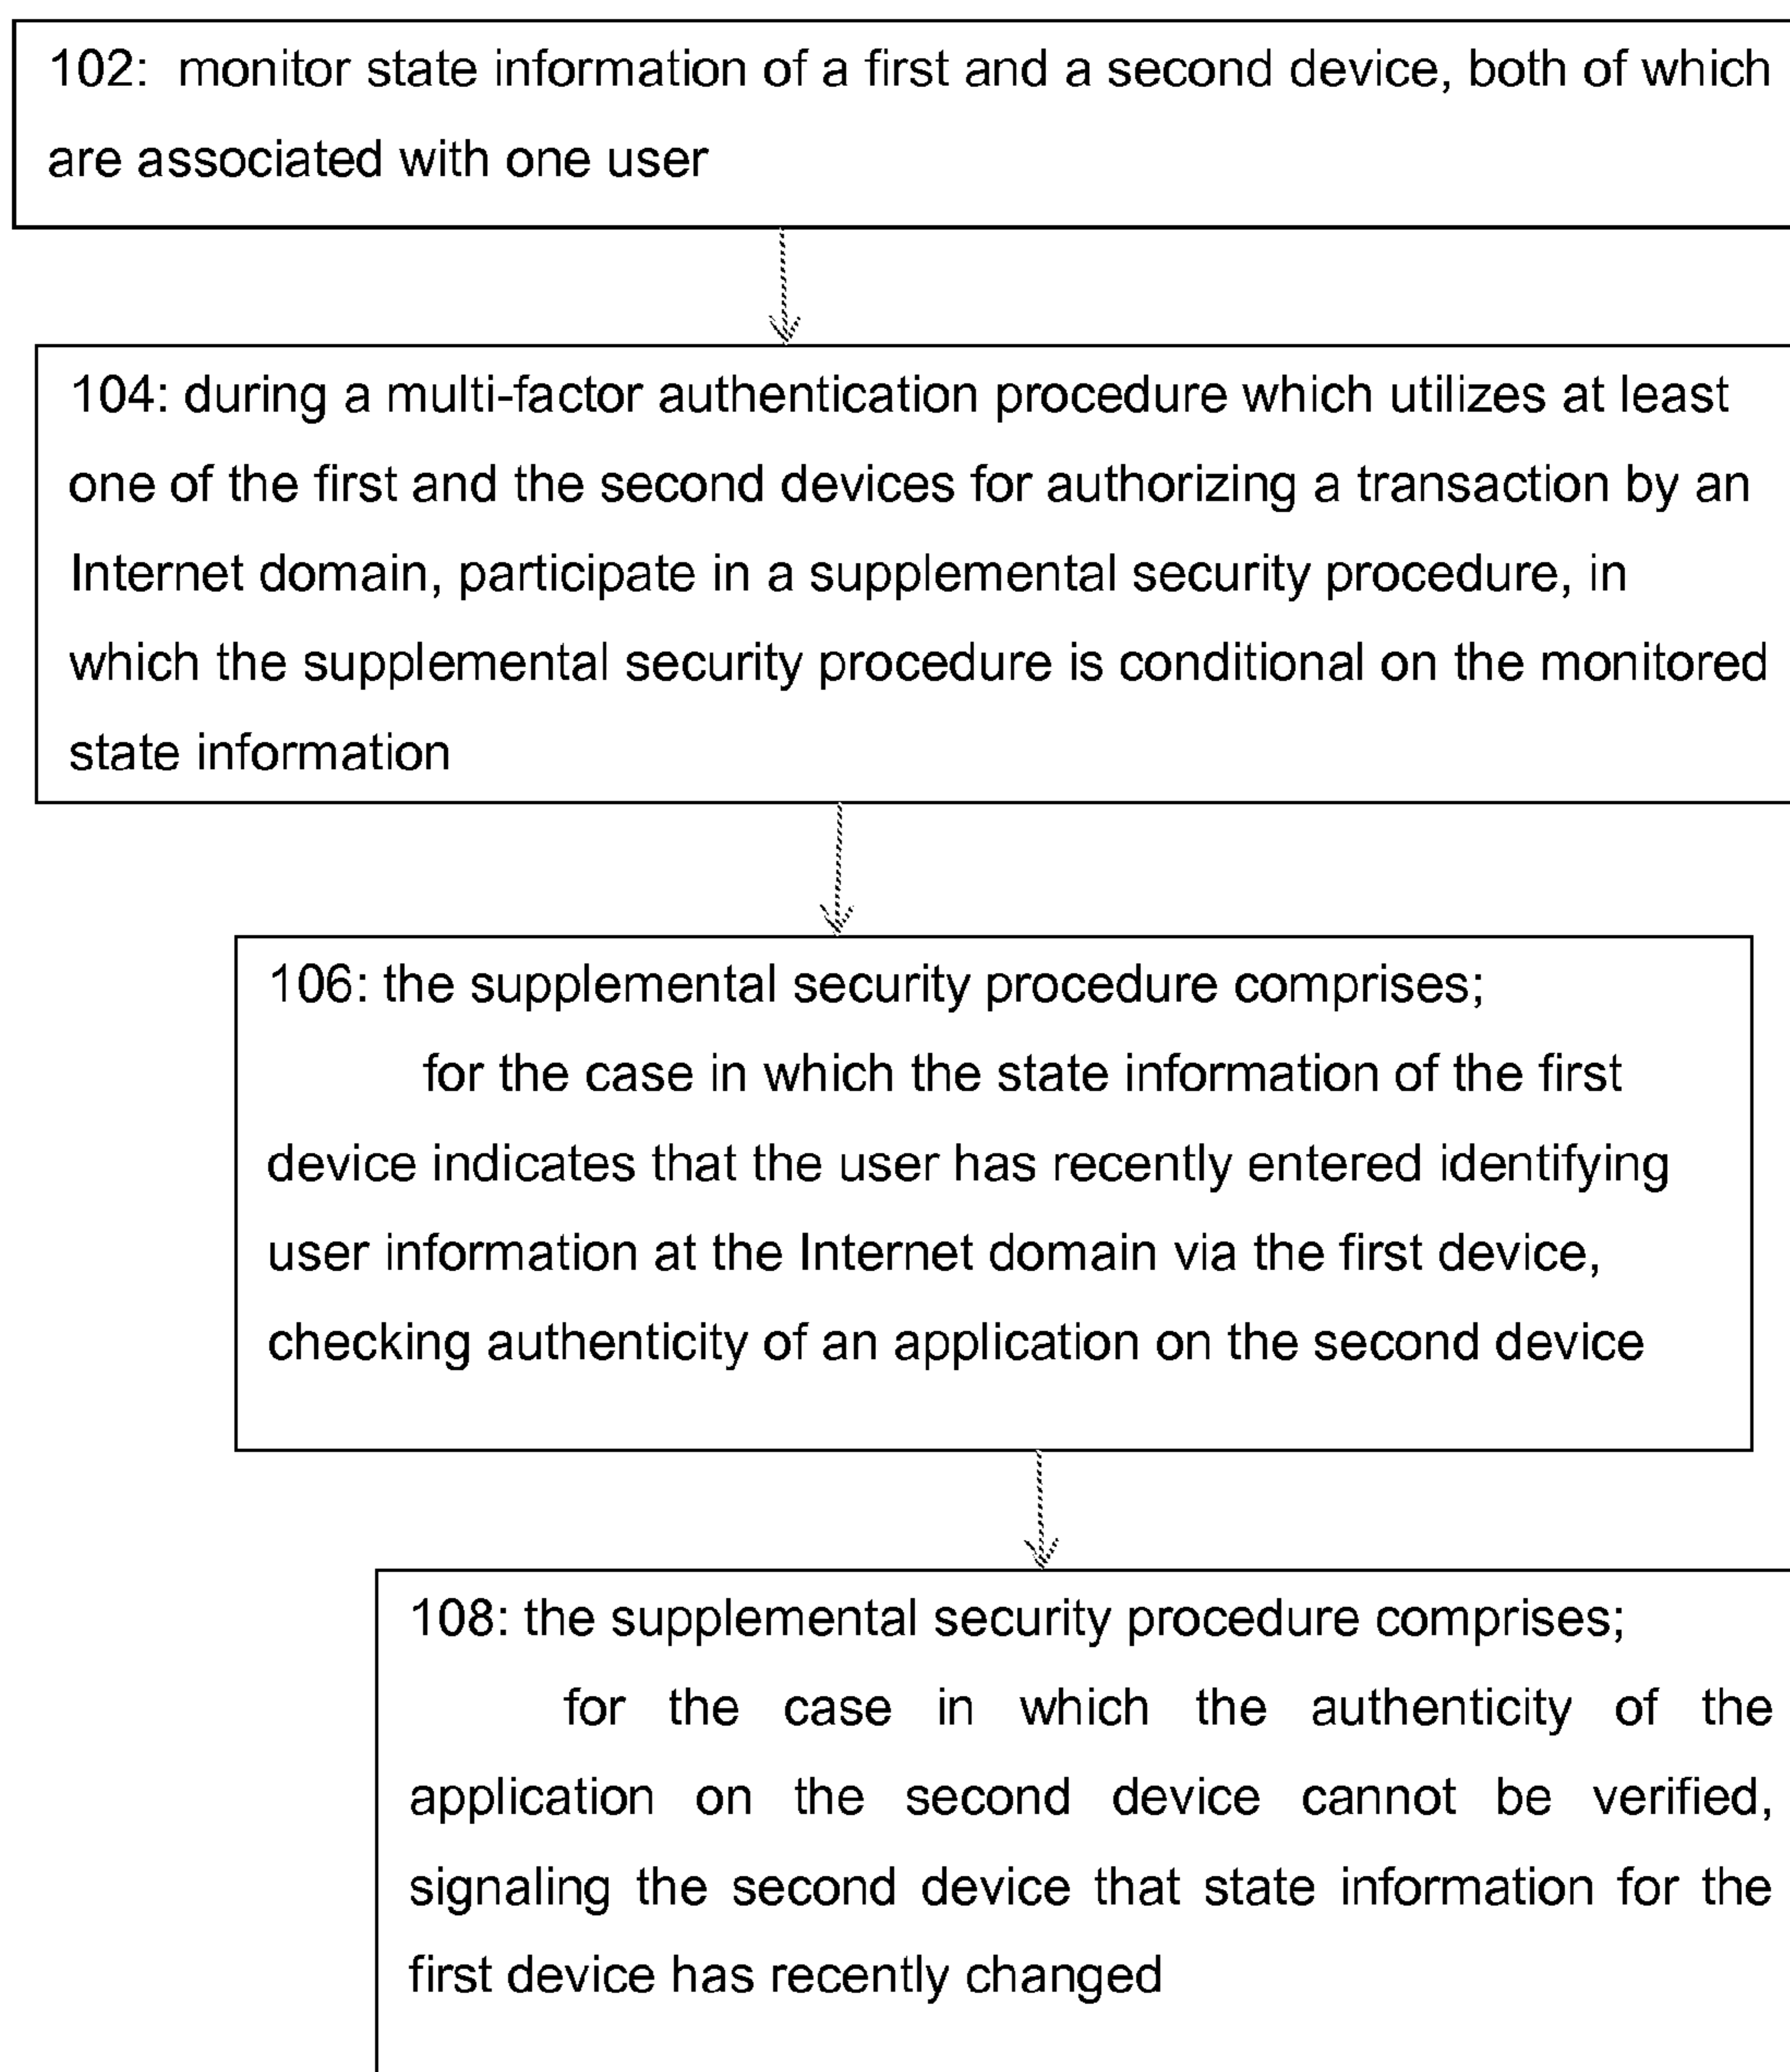 102: monitor state information of a first and a second device, both of which
are associated with one user
104: during a multi-factor authentication procedure which utilizes at least
one of the first and the second devices for authorizing a transaction by an
Internet domain, participate in a supplemental security procedure, in
which the supplemental security procedure is conditional on the monitored
state information
106: the supplemental security procedure comprises;
for the case in which the state information of the first
device indicates that the user has recently entered identifying
user information at the Internet domain via the first device,
checking authenticity of an application on the second device
108: the supplemental security procedure comprises;
for the case in which the authenticity of the
application on the second device cannot be verified,
signaling the second device that state information for the
first device has recently changed